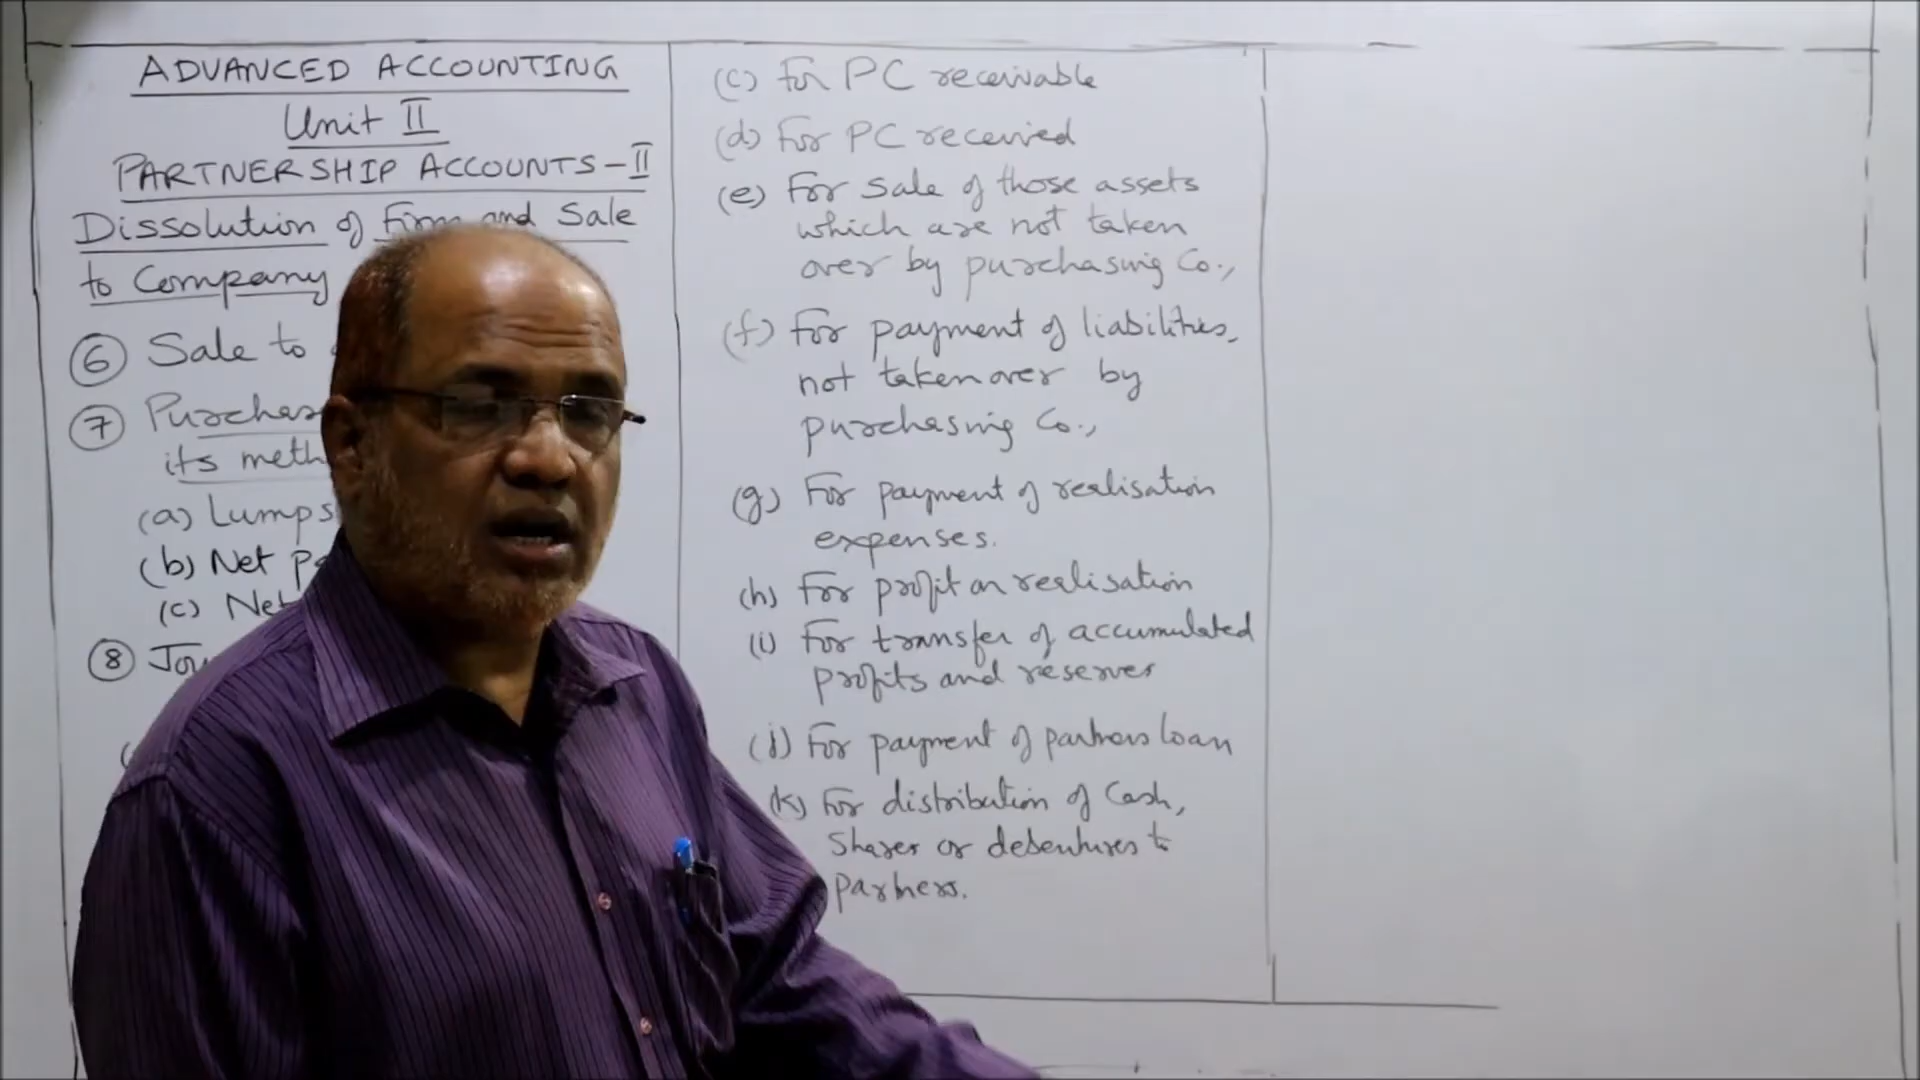 ADVANCED ACCOUNTING
Unit II
PARTNERSHIP ACCOUNTS-II
Dissolution of Firm and Sale
to Company
⑥ Sale to
⑦
its
(a)
(b) Net
(c) Net
⑧
(c) For PC receivable
(d) For PC received
(e) For Sale of those assets
which are not taken
over by purchasing Co.,
(f) For payment of liabilities,
not taken over by
purchasing Co.,
(g) For payment of realisation
expenses.
(h) For profit on realisation
(i) For transfer of accumulated
profits and reserves
(j) For payment of partners loan
(k) For distribution of Cash,
Shares or debentures to
partners.